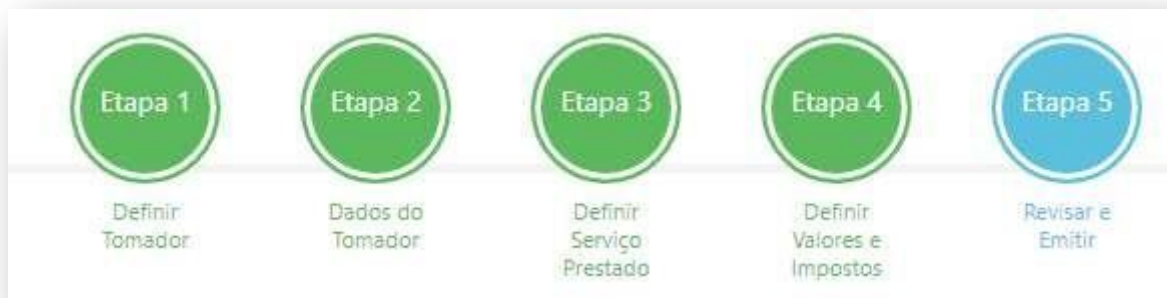 Etapa 1
Etapa 2
Etapa 3
Etapa 4
Etapa 5
Definir
Tomador
Dados do
Tomador
Definir
Serviço
Prestado
Definir
Valores e
Impostos
Revisar e
Emitir